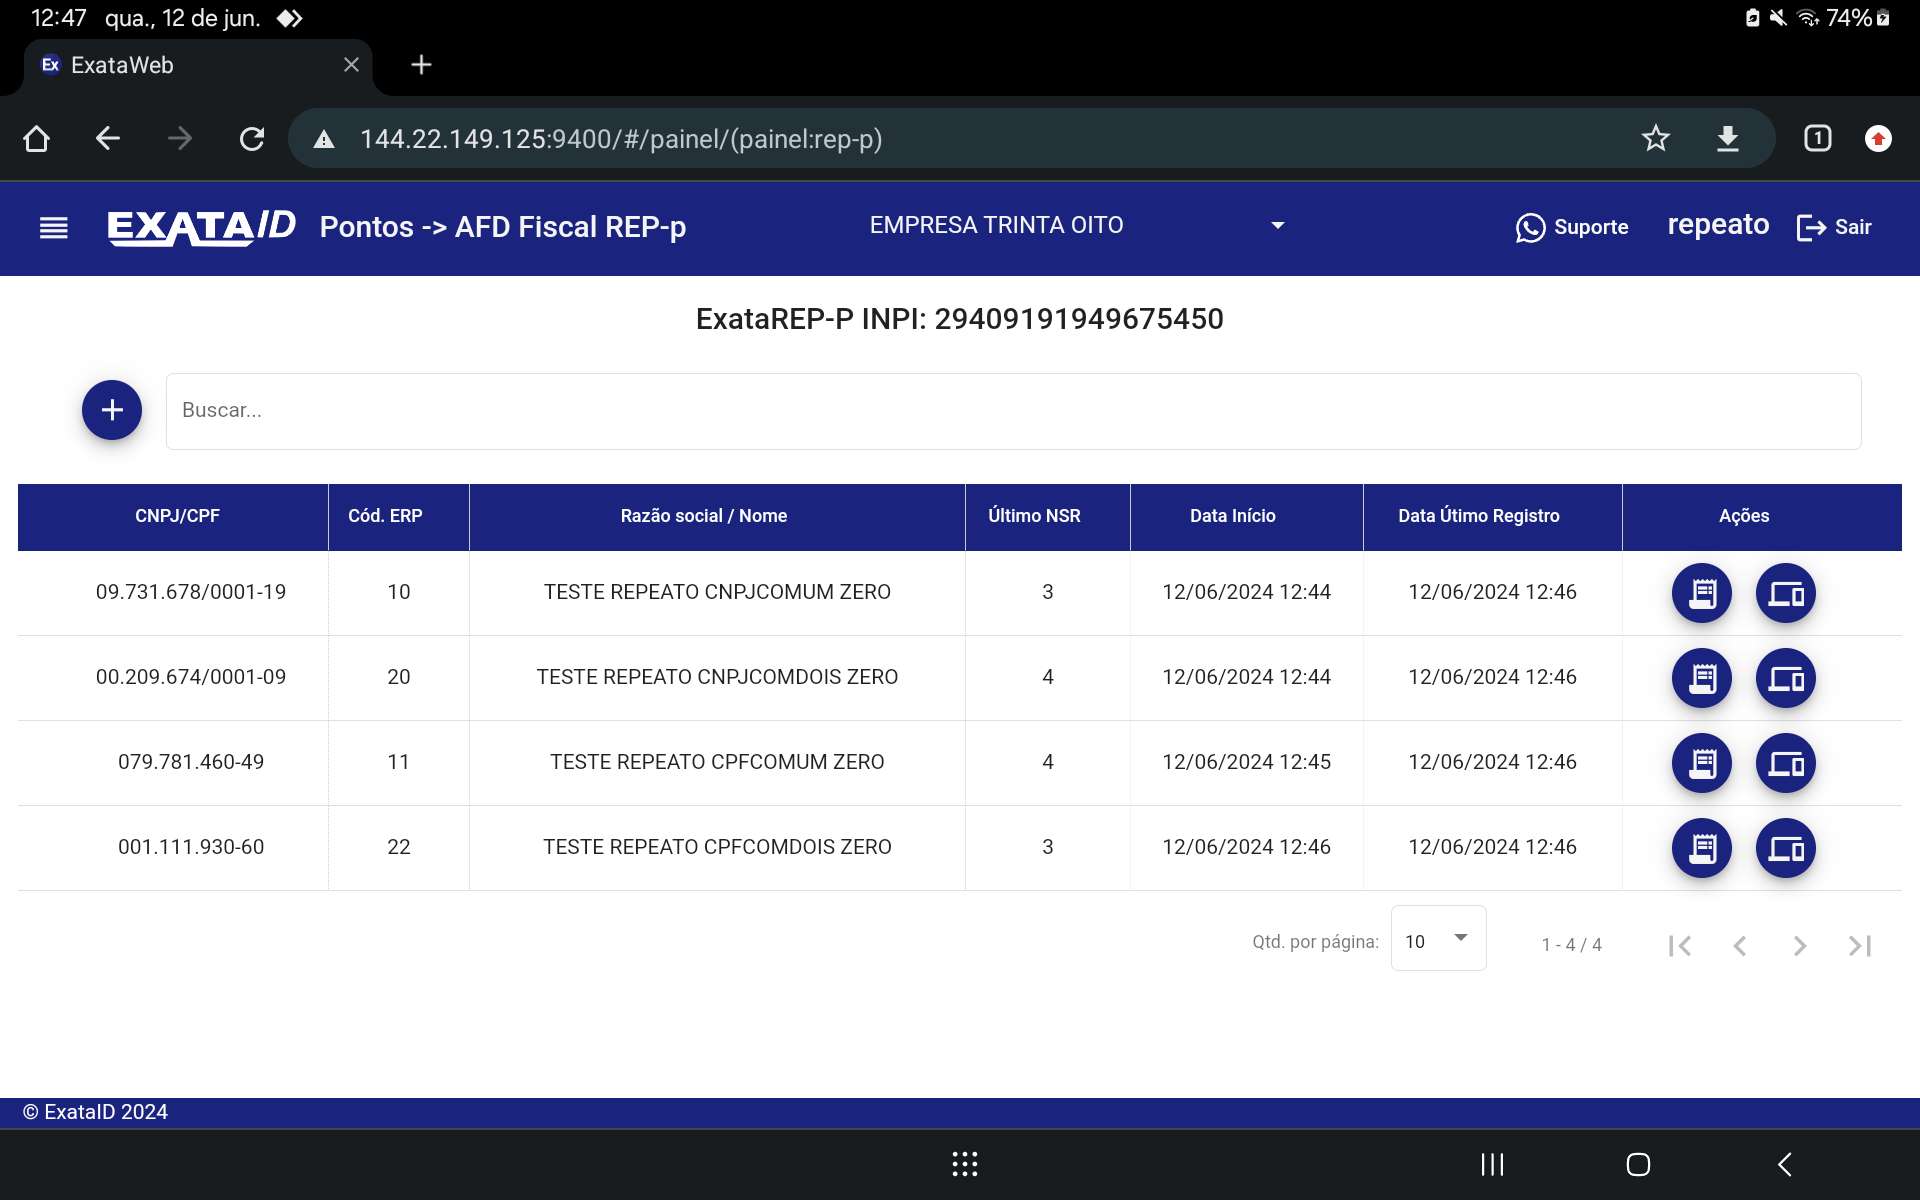 12:47 qua., 12 de jun. 74%
Ex ExataWeb
144.22.149.125:9400/#/painel/(painel:rep-p) 1
EXATAID Pontos -> AFD Fiscal REP-p EMPRESA TRINTA OITO Suporte repeato Sair
ExataREP-P INPI: 29409191949675450
Buscar...
CNPJ/CPF Cód. ERP Razão social / Nome Último NSR Data Início Data Útimo Registro Ações
09.731.678/0001-19 10 TESTE REPEATO CNPJCOMUM ZERO 3 12/06/2024 12:44 12/06/2024 12:46
00.209.674/0001-09 20 TESTE REPEATO CNPJCOMDOIS ZERO 4 12/06/2024 12:44 12/06/2024 12:46
079.781.460-49 11 TESTE REPEATO CPFCOMUM ZERO 4 12/06/2024 12:45 12/06/2024 12:46
001.111.930-60 22 TESTE REPEATO CPFCOMDOIS ZERO 3 12/06/2024 12:46 12/06/2024 12:46
Qtd. por página: 10 1 - 4 / 4
© ExataID 2024